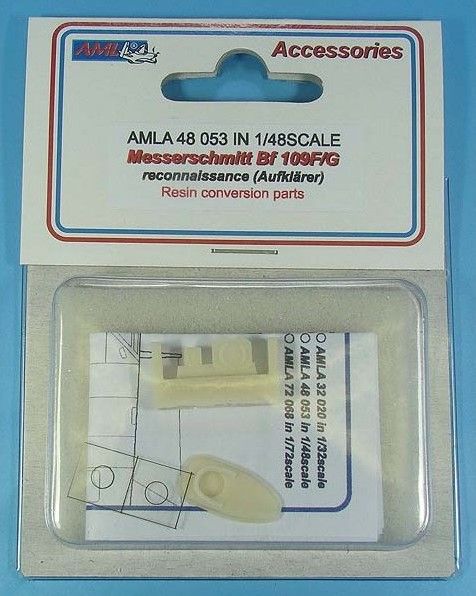 AML
Accessories
AMLA 48 053 IN 1/48SCALE
Messerschmitt Bf 109F/G
reconnaissance (Aufklärer)
Resin conversion parts
AMLA 32 020 in 1/32scale
AMLA 48 053 in 1/48scale
AMLA 72 068 in 1/72scale